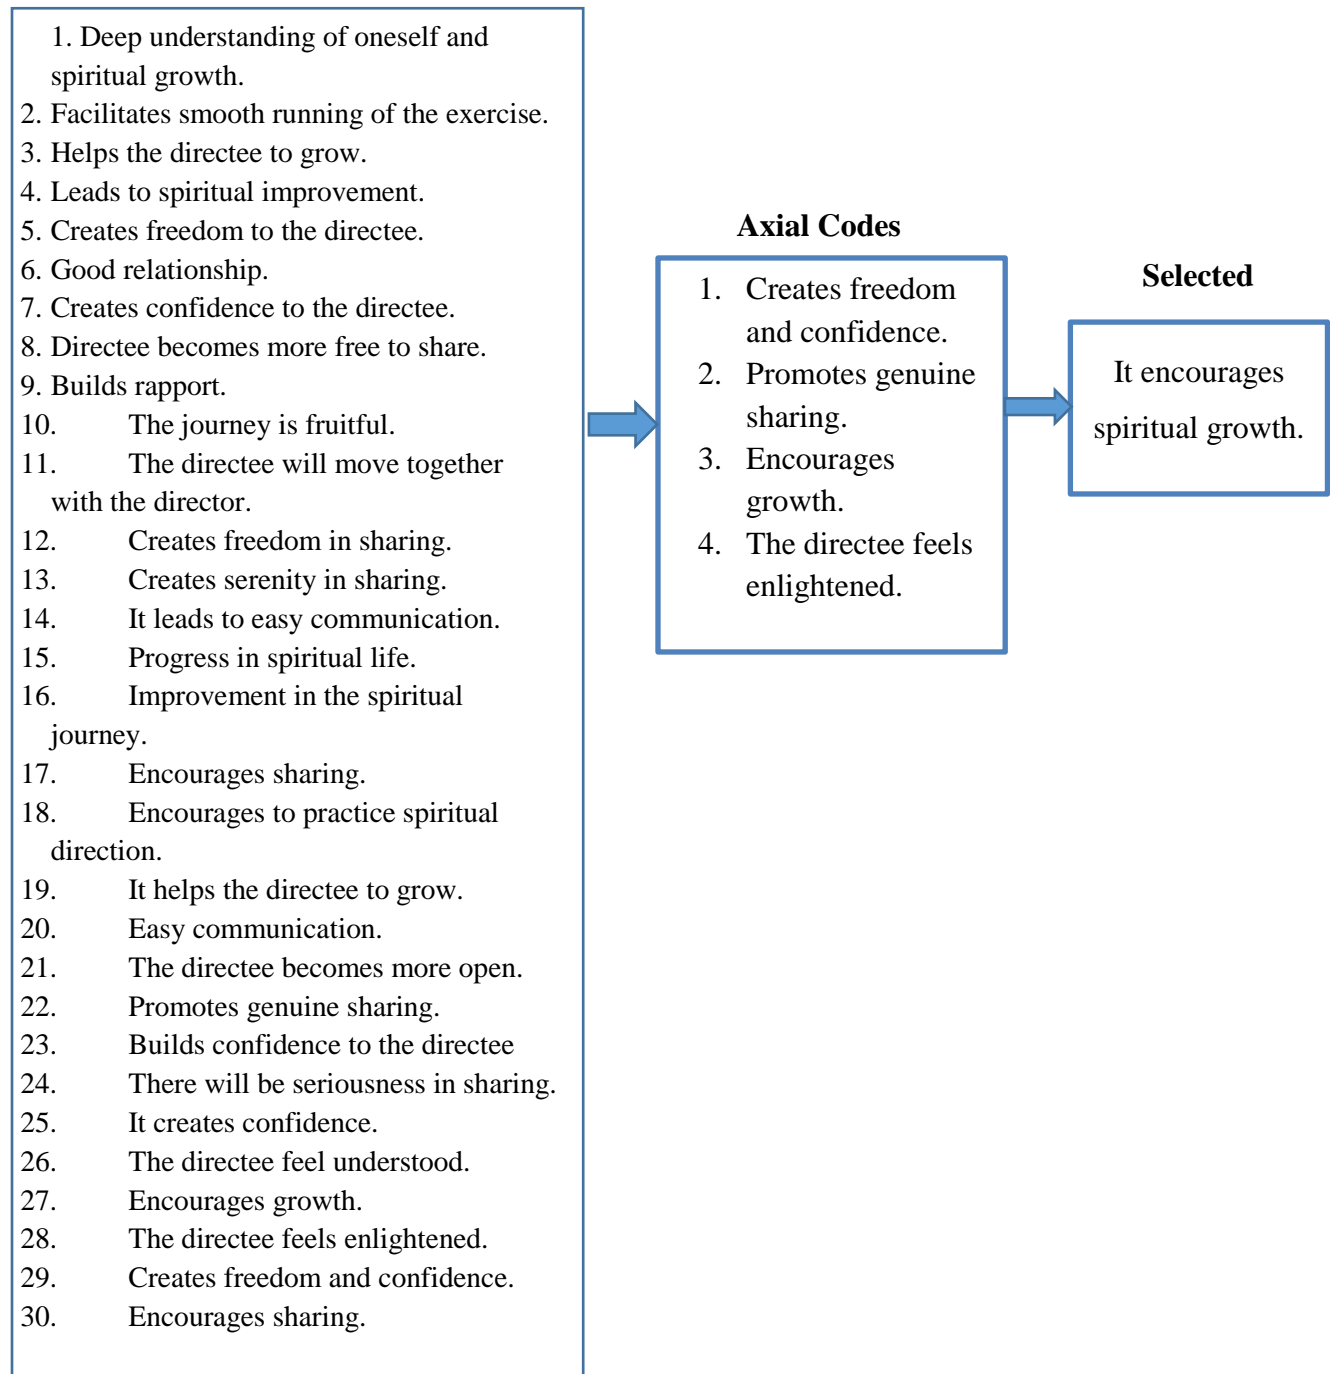 1. Deep understanding of oneself and
spiritual growth.
2. Facilitates smooth running of the exercise.
3. Helps the directee to grow.
4. Leads to spiritual improvement.
5. Creates freedom to the directee.
6. Good relationship.
7. Creates confidence to the directee.
8. Directee becomes more free to share.
9. Builds rapport.
10. The journey is fruitful.
11. The directee will move together
with the director.
12. Creates freedom in sharing.
13. Creates serenity in sharing.
14. It leads to easy communication.
15. Progress in spiritual life.
16. Improvement in the spiritual
journey.
17. Encourages sharing.
18. Encourages to practice spiritual
direction.
19. It helps the directee to grow.
20. Easy communication.
21. The directee becomes more open.
22. Promotes genuine sharing.
23. Builds confidence to the directee
24. There will be seriousness in sharing.
25. It creates confidence.
26. The directee feel understood.
27. Encourages growth.
28. The directee feels enlightened.
29. Creates freedom and confidence.
30. Encourages sharing.
Axial Codes
1. Creates freedom
and confidence.
2. Promotes genuine
sharing.
3. Encourages
growth.
4. The directee feels
enlightened.
Selected
It encourages
spiritual growth.